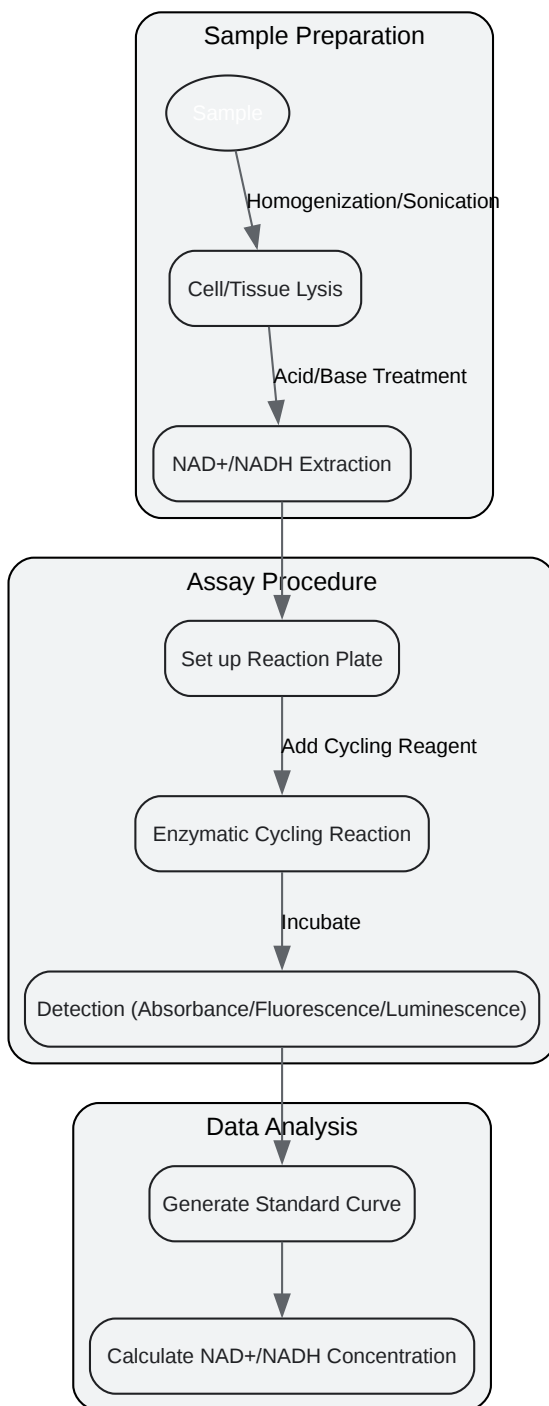 Sample Preparation
Sample
Homogenization/Sonication
Cell/Tissue Lysis
Acid/Base Treatment
NAD+/NADH Extraction
Assay Procedure
Set up Reaction Plate
Add Cycling Reagent
Enzymatic Cycling Reaction
Incubate
Detection (Absorbance/Fluorescence/Luminescence)
Data Analysis
Generate Standard Curve
Calculate NAD+/NADH Concentration